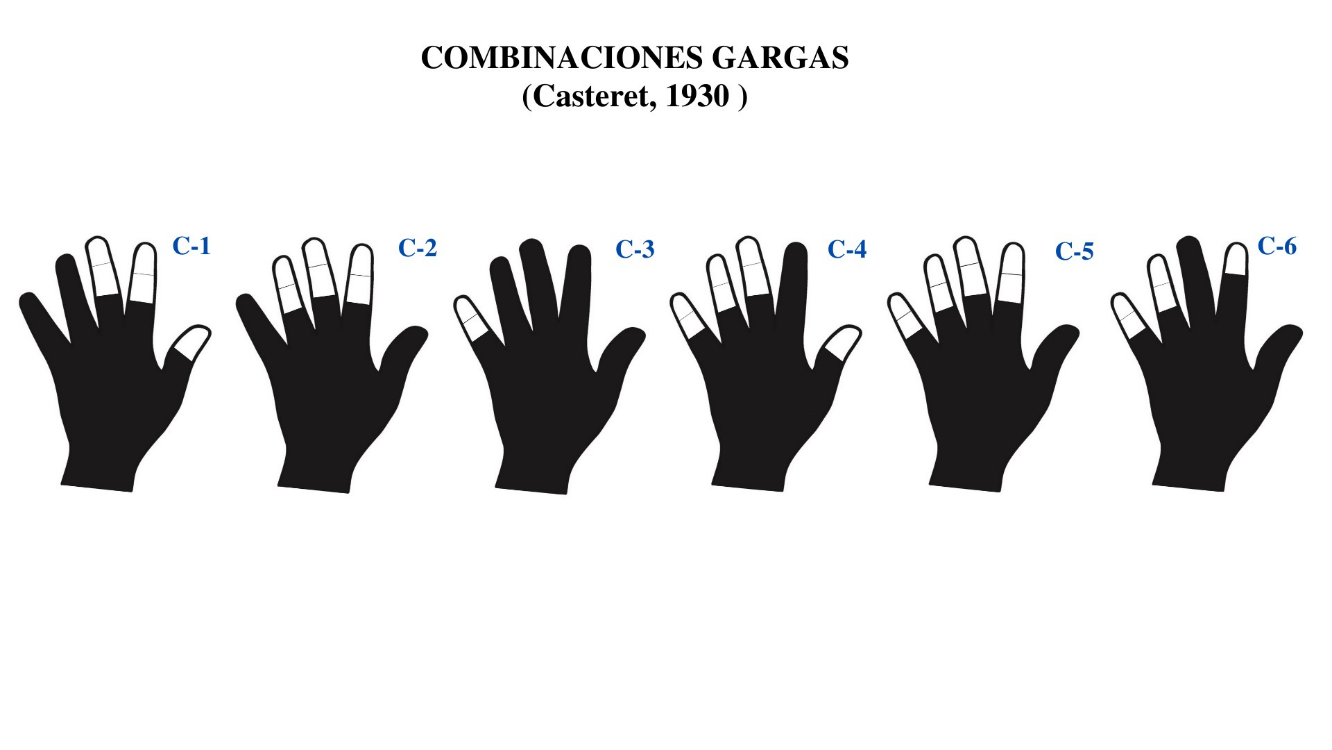 COMBINACIONES GARGAS
(Casteret, 1930 )
C-1
C-2
C-3
C-4
C-5
C-6